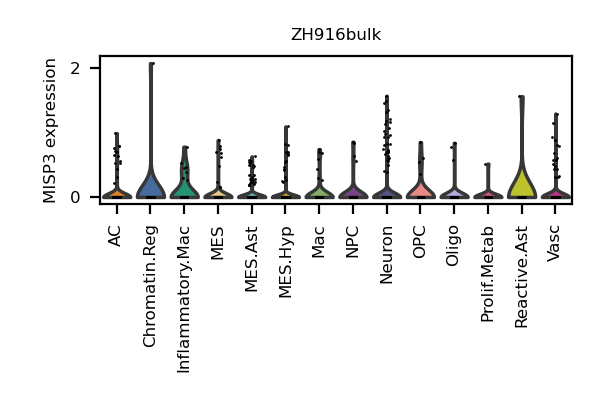 ZH916bulk
MISP3 expression
2
0
AC
Chromatin.Reg
Inflammatory.Mac
MES
MES.Ast
MES.Hyp
Mac
NPC
Neuron
OPC
Oligo
Prolif.Metab
Reactive.Ast
Vasc